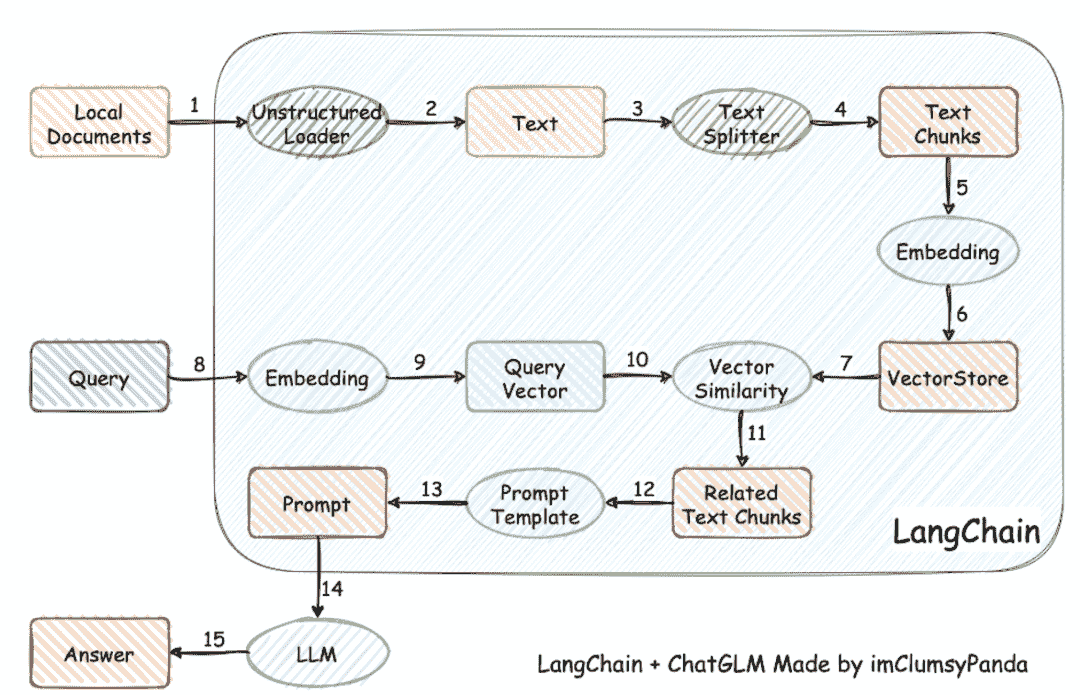 Local
Documents
1
Unstructured
Loader
2
Text
3
Text
Splitter
4
Text
Chunks
5
Embedding
6
VectorStore
7
Query
8
Embedding
9
Query
Vector
10
Vector
Similarity
11
Related
Text Chunks
12
Prompt
Template
13
Prompt
LangChain
14
LLM
15
Answer
LangChain + ChatGLM Made by imClumsyPanda